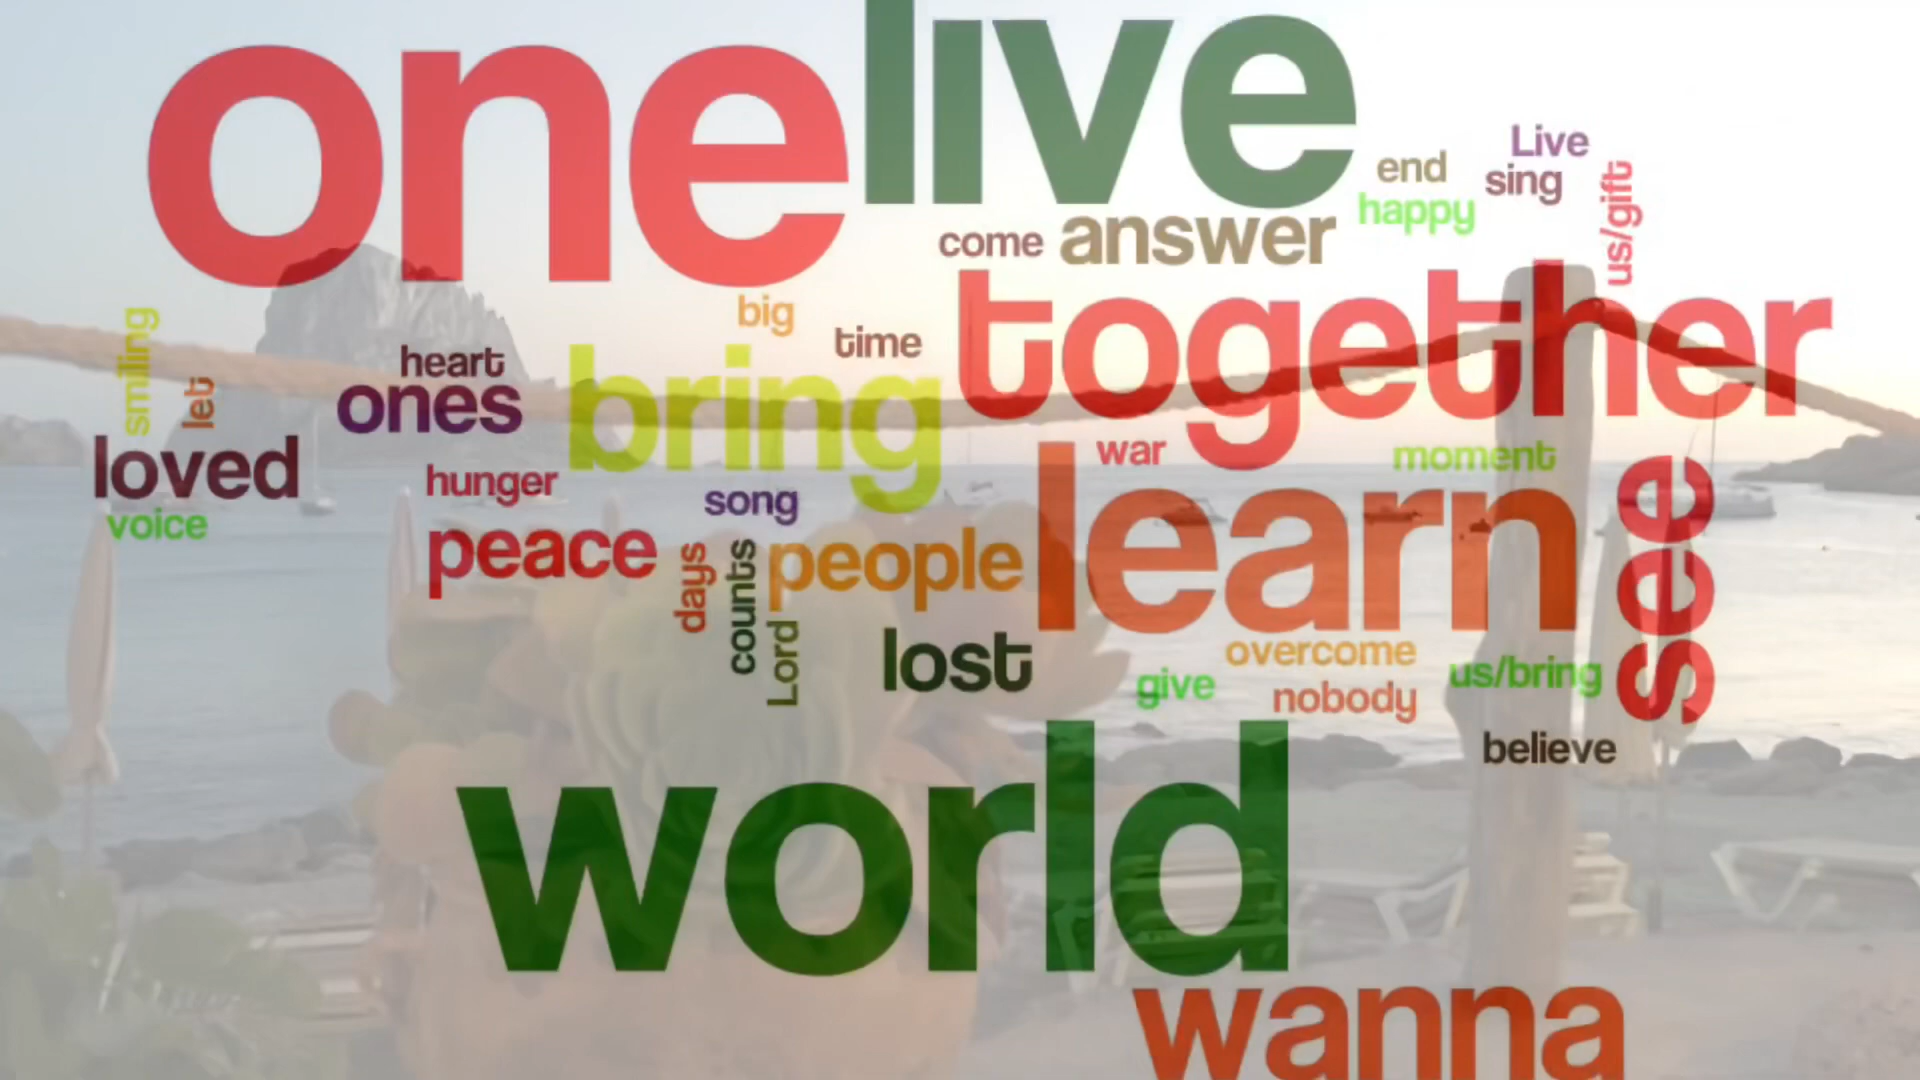 one
live
Live
end
sing
happy
us/gift
come
answer
together
big
time
smiling
let
heart
ones
bring
loved
hunger
war
moment
learn
see
voice
song
peace
days
counts
people
Lord
lost
overcome
give
nobody
us/bring
believe
world
wanna